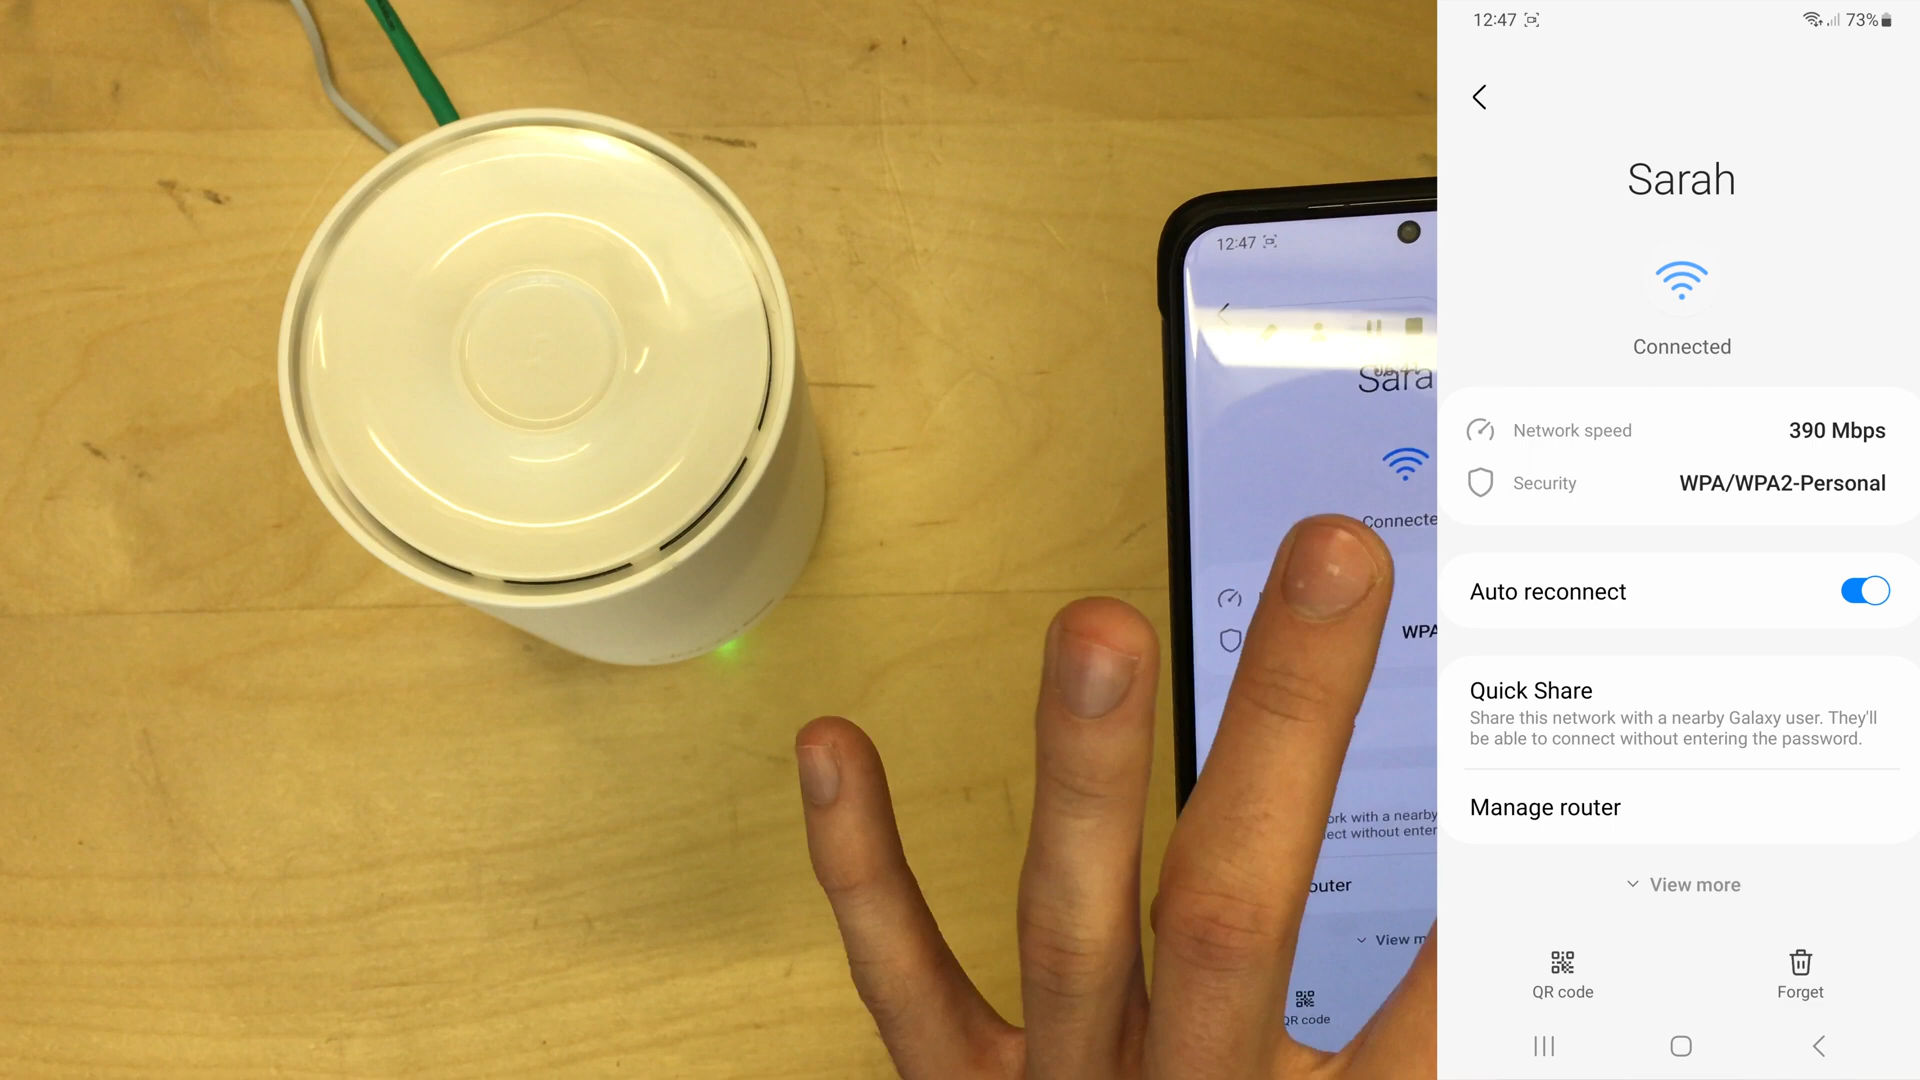 12:47
Sara
Connecte
WPA
ork with a nearby
ect without enter
outer
View m
QR code
12:47
73%
Sarah
Connected
Network speed
390 Mbps
Security
WPA/WPA2-Personal
Auto reconnect
Quick Share
Share this network with a nearby Galaxy user. They'll
be able to connect without entering the password.
Manage router
View more
QR code
Forget